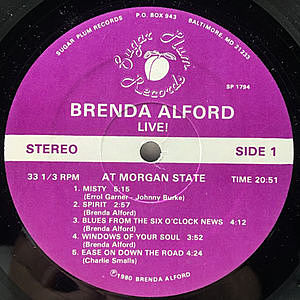 SUGAR PLUM RECORDS
P.O. BOX 943
BALTIMORE, MD 21233
Sugar Plum
Records
SP 1794
BRENDA ALFORD
LIVE!
STEREO
SIDE 1
33 1/3 RPM
AT MORGAN STATE
TIME 20:51
1. MISTY 5:15
(Errol Garner - Johnny Burke)
2. SPIRIT 2:57
(Brenda Alford)
3. BLUES FROM THE SIX O'CLOCK NEWS 4:12
(Brenda Alford)
4. WINDOWS OF YOUR SOUL 3:52
(Brenda Alford)
5. EASE ON DOWN THE ROAD 4:24
(Charlie Smalls)
©1980 BRENDA ALFORD